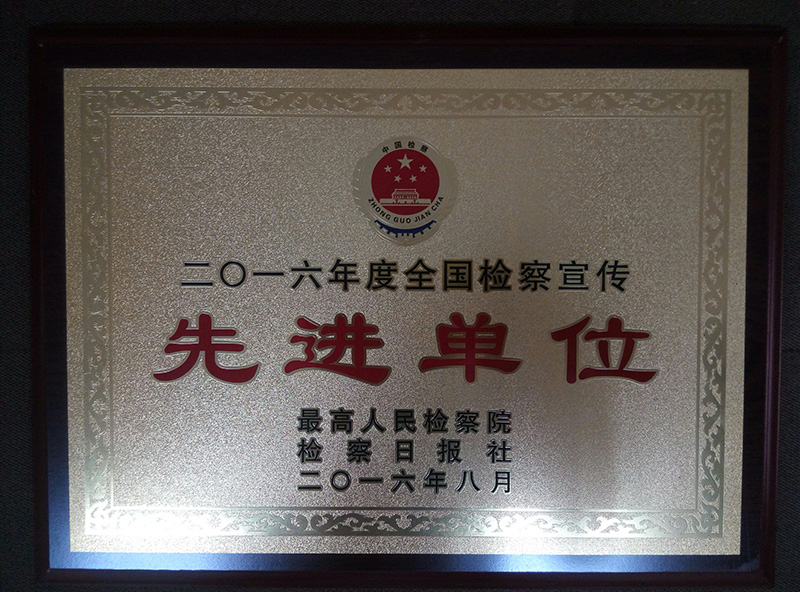 中国检察
ZHONG GUO JIAN CHA
二〇一六年度全国检察宣传
先进单位
最高人民检察院
检察日报社
二〇一六年八月